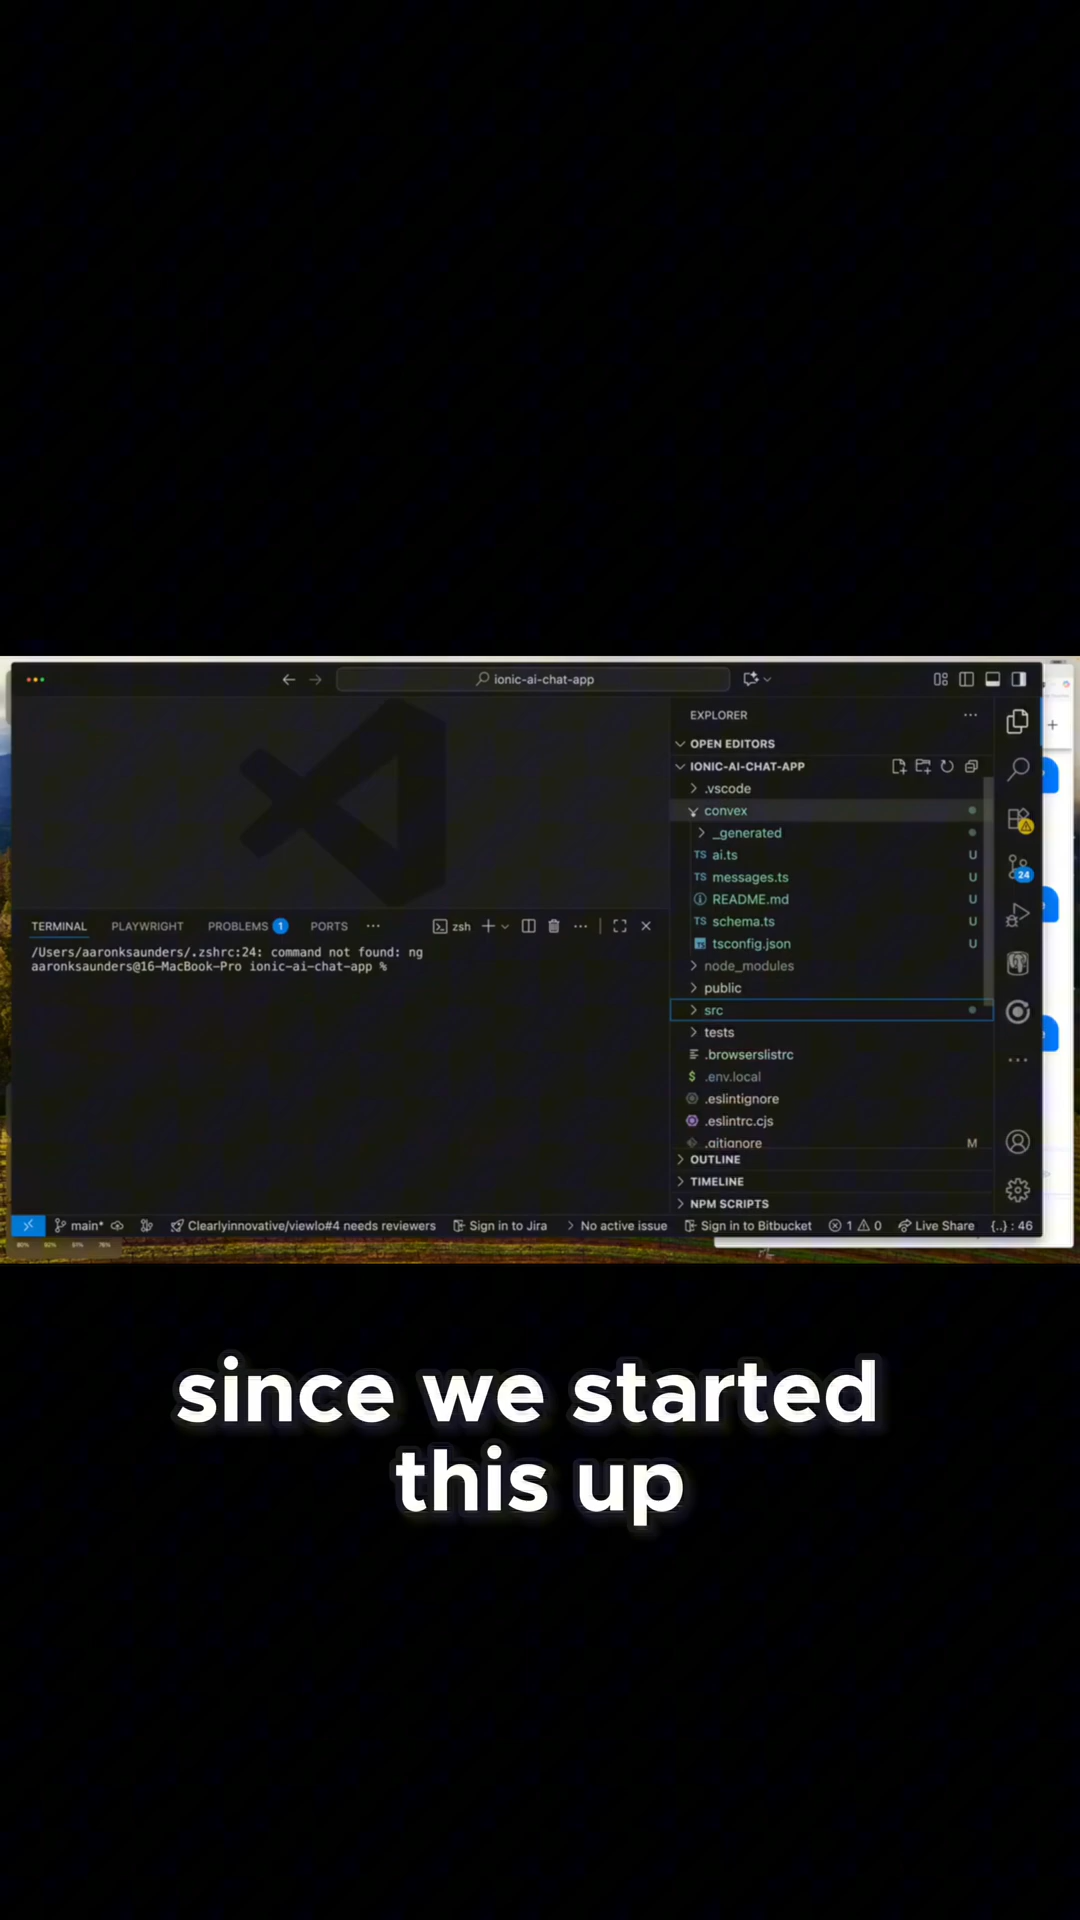 ionic-ai-chat-app
EXPLORER
OPEN EDITORS
IONIC-AI-CHAT-APP
.vscode
convex
_generated
TS ai.ts U
TS messages.ts U
README.md U
TS schema.ts U
tsconfig.json U
node_modules
public
src
tests
.browserslistrc
$ .env.local
.eslintignore
.eslintrc.cjs
.gitignore M
OUTLINE
TIMELINE
NPM SCRIPTS
24
TERMINAL PLAYWRIGHT PROBLEMS 1 PORTS zsh
/Users/aaronksaunders/.zshrc:24: command not found: ng
aaronksaunders@16-MacBook-Pro ionic-ai-chat-app %
main* Clearlyinnovative/viewlo#4 needs reviewers Sign in to Jira No active issue Sign in to Bitbucket 1 0 Live Share {..} : 46
since we started
this up